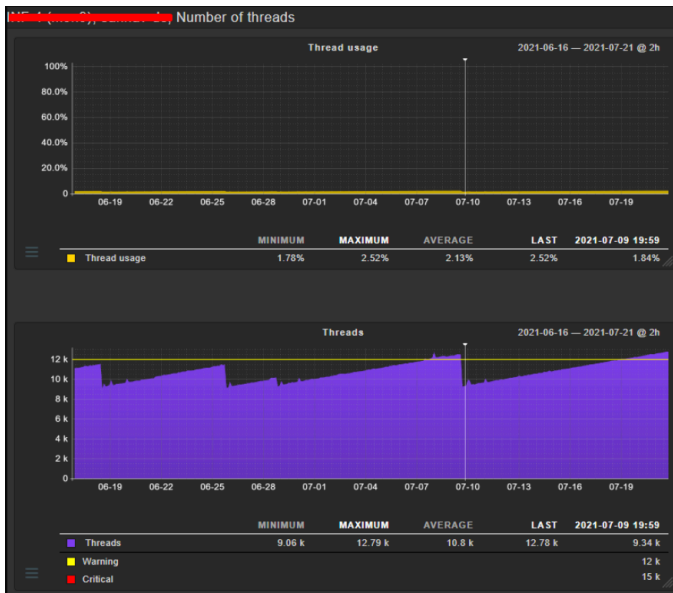 Number of threads
Thread usage 2021-06-16 — 2021-07-21 @ 2h
100%
80.0%
60.0%
40.0%
20.0%
0
06-19 06-22 06-25 06-28 07-01 07-04 07-07 07-10 07-13 07-16 07-19
MINIMUM MAXIMUM AVERAGE LAST 2021-07-09 19:59
Thread usage 1.78% 2.52% 2.13% 2.52% 1.84%
Threads 2021-06-16 — 2021-07-21 @ 2h
12 k
10 k
8 k
6 k
4 k
2 k
0
06-19 06-22 06-25 06-28 07-01 07-04 07-07 07-10 07-13 07-16 07-19
MINIMUM MAXIMUM AVERAGE LAST 2021-07-09 19:59
Threads 9.06 k 12.79 k 10.8 k 12.78 k 9.34 k
Warning 12 k
Critical 15 k